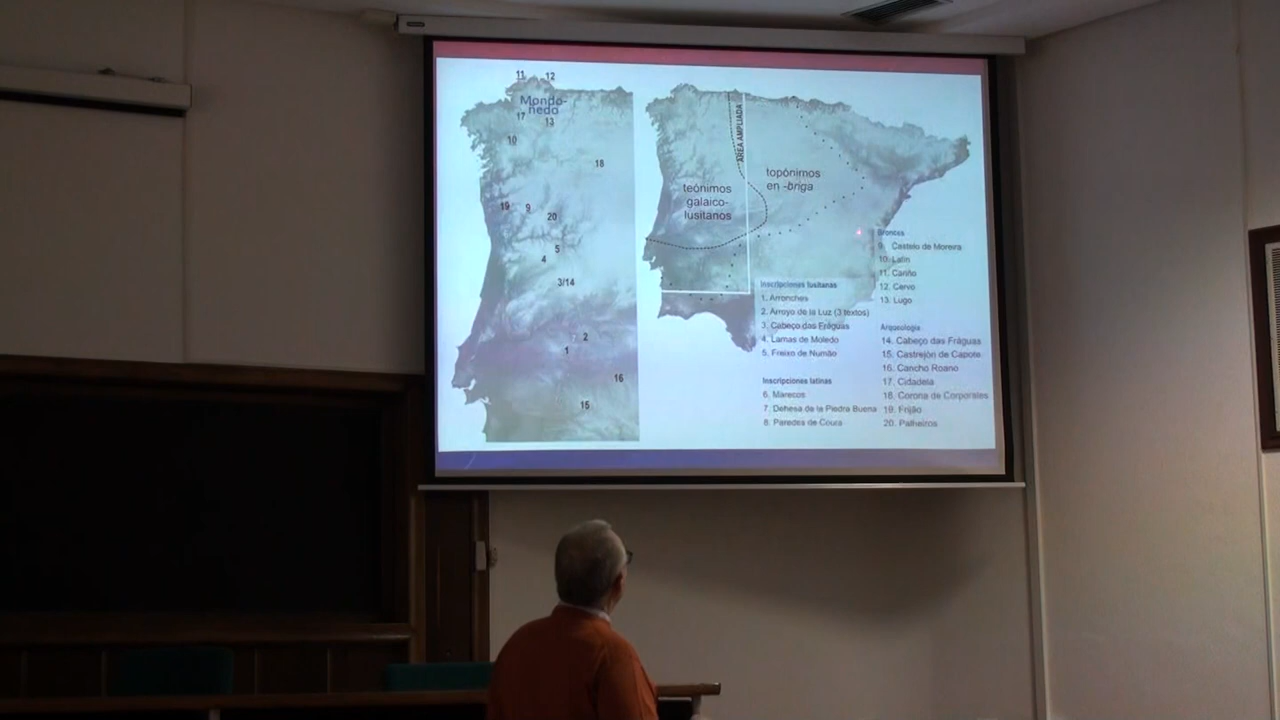 11
12
Mondo-
ñedo
17
13
10
18
19
9
20
5
4
3/14
2
1
16
15
ÁREA AMPLIADA
teónimos
galaico-
lusitanos
topónimos
en -briga
Inscripciones lusitanas
1. Arronches
2. Arroyo de la Luz (3 textos)
3. Cabeço das Fráguas
4. Lamas de Moledo
5. Freixo de Numão
Inscripciones latinas
6. Marecos
7. Dehesa de la Piedra Buena
8. Paredes de Coura
Bronces
9. Castelo de Moreira
10. Lalín
11. Cariño
12. Cervo
13. Lugo
Arqueología
14. Cabeço das Fráguas
15. Castrejón de Capote
16. Cancho Roano
17. Cidadela
18. Corona de Corporales
19. Frijão
20. Palheiros